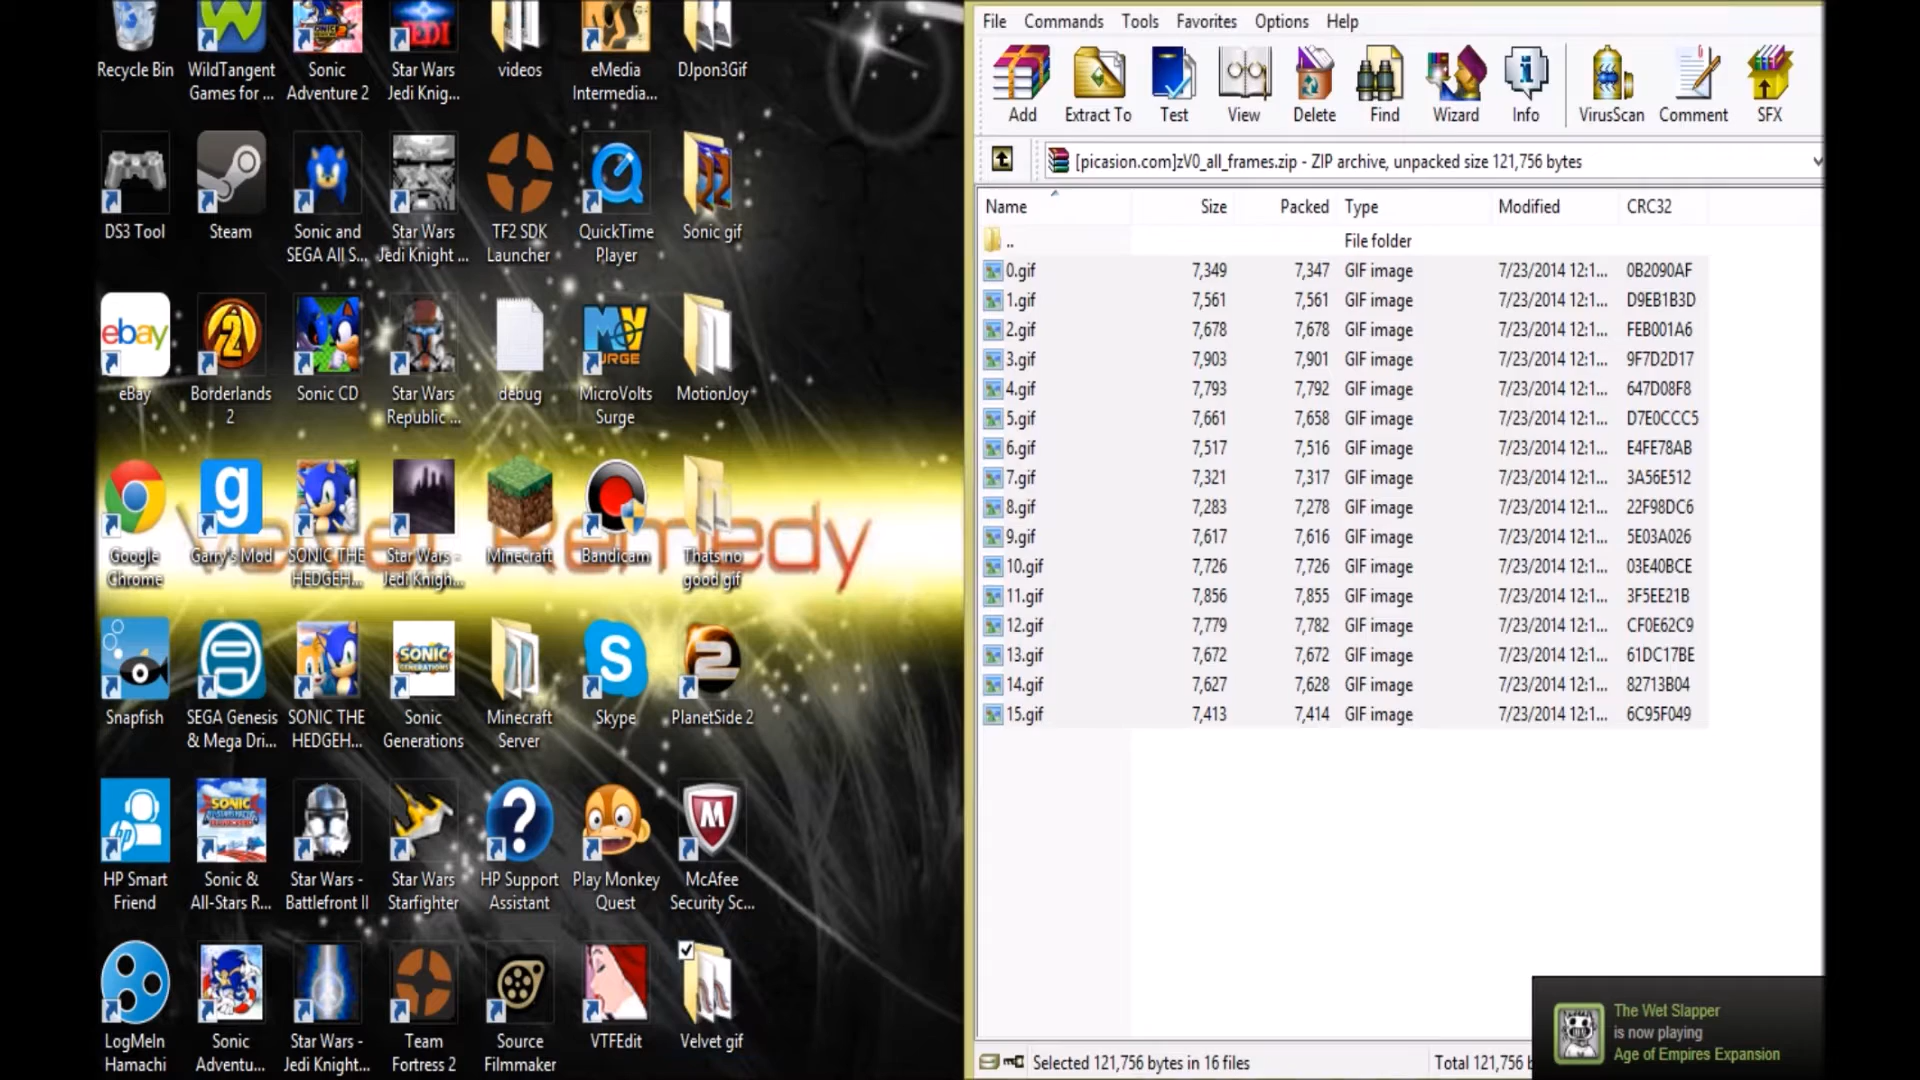 Recycle Bin
WildTangent
Games for ...
Sonic
Adventure 2
Star Wars
Jedi Knig...
videos
eMedia
Intermedia...
DJpon3Gif
DS3 Tool
Steam
Sonic and
SEGA All S...
Star Wars
Jedi Knight ...
TF2 SDK
Launcher
QuickTime
Player
Sonic gif
ebay
eBay
Borderlands
2
Sonic CD
Star Wars
Republic ...
debug
MicroVolts
Surge
MotionJoy
Velvet Remedy
Google
Chrome
Garry's Mod
SONIC THE
HEDGEH...
Star Wars -
Jedi Knigh...
Minecraft
Bandicam
Thats no
good gif
Snapfish
SEGA Genesis
& Mega Dri...
SONIC THE
HEDGEH...
Sonic
Generations
Minecraft
Server
Skype
PlanetSide 2
HP Smart
Friend
Sonic &
All-Stars R...
Star Wars -
Battlefront II
Star Wars
Starfighter
HP Support
Assistant
Play Monkey
Quest
McAfee
Security Sc...
LogMeIn
Hamachi
Sonic
Adventu...
Star Wars -
Jedi Knight...
Team
Fortress 2
Source
Filmmaker
VTFEdit
Velvet gif
File Commands Tools Favorites Options Help
Add Extract To Test View Delete Find Wizard Info VirusScan Comment SFX
[picasion.com]zV0_all_frames.zip - ZIP archive, unpacked size 121,756 bytes
Name Size Packed Type Modified CRC32
.. File folder
0.gif 7,349 7,347 GIF image 7/23/2014 12:1... 0B2090AF
1.gif 7,561 7,561 GIF image 7/23/2014 12:1... D9EB1B3D
2.gif 7,678 7,678 GIF image 7/23/2014 12:1... FEB001A6
3.gif 7,903 7,901 GIF image 7/23/2014 12:1... 9F7D2D17
4.gif 7,793 7,792 GIF image 7/23/2014 12:1... 647D08F8
5.gif 7,661 7,658 GIF image 7/23/2014 12:1... D7E0CCC5
6.gif 7,517 7,516 GIF image 7/23/2014 12:1... E4FE78AB
7.gif 7,321 7,317 GIF image 7/23/2014 12:1... 3A56E512
8.gif 7,283 7,278 GIF image 7/23/2014 12:1... 22F98DC6
9.gif 7,617 7,616 GIF image 7/23/2014 12:1... 5E03A026
10.gif 7,726 7,726 GIF image 7/23/2014 12:1... 03E40BCE
11.gif 7,856 7,855 GIF image 7/23/2014 12:1... 3F5EE21B
12.gif 7,779 7,782 GIF image 7/23/2014 12:1... CF0E62C9
13.gif 7,672 7,672 GIF image 7/23/2014 12:1... 61DC17BE
14.gif 7,627 7,628 GIF image 7/23/2014 12:1... 82713B04
15.gif 7,413 7,414 GIF image 7/23/2014 12:1... 6C95F049
Selected 121,756 bytes in 16 files
Total 121,756 b
The Wet Slapper
is now playing
Age of Empires Expansion